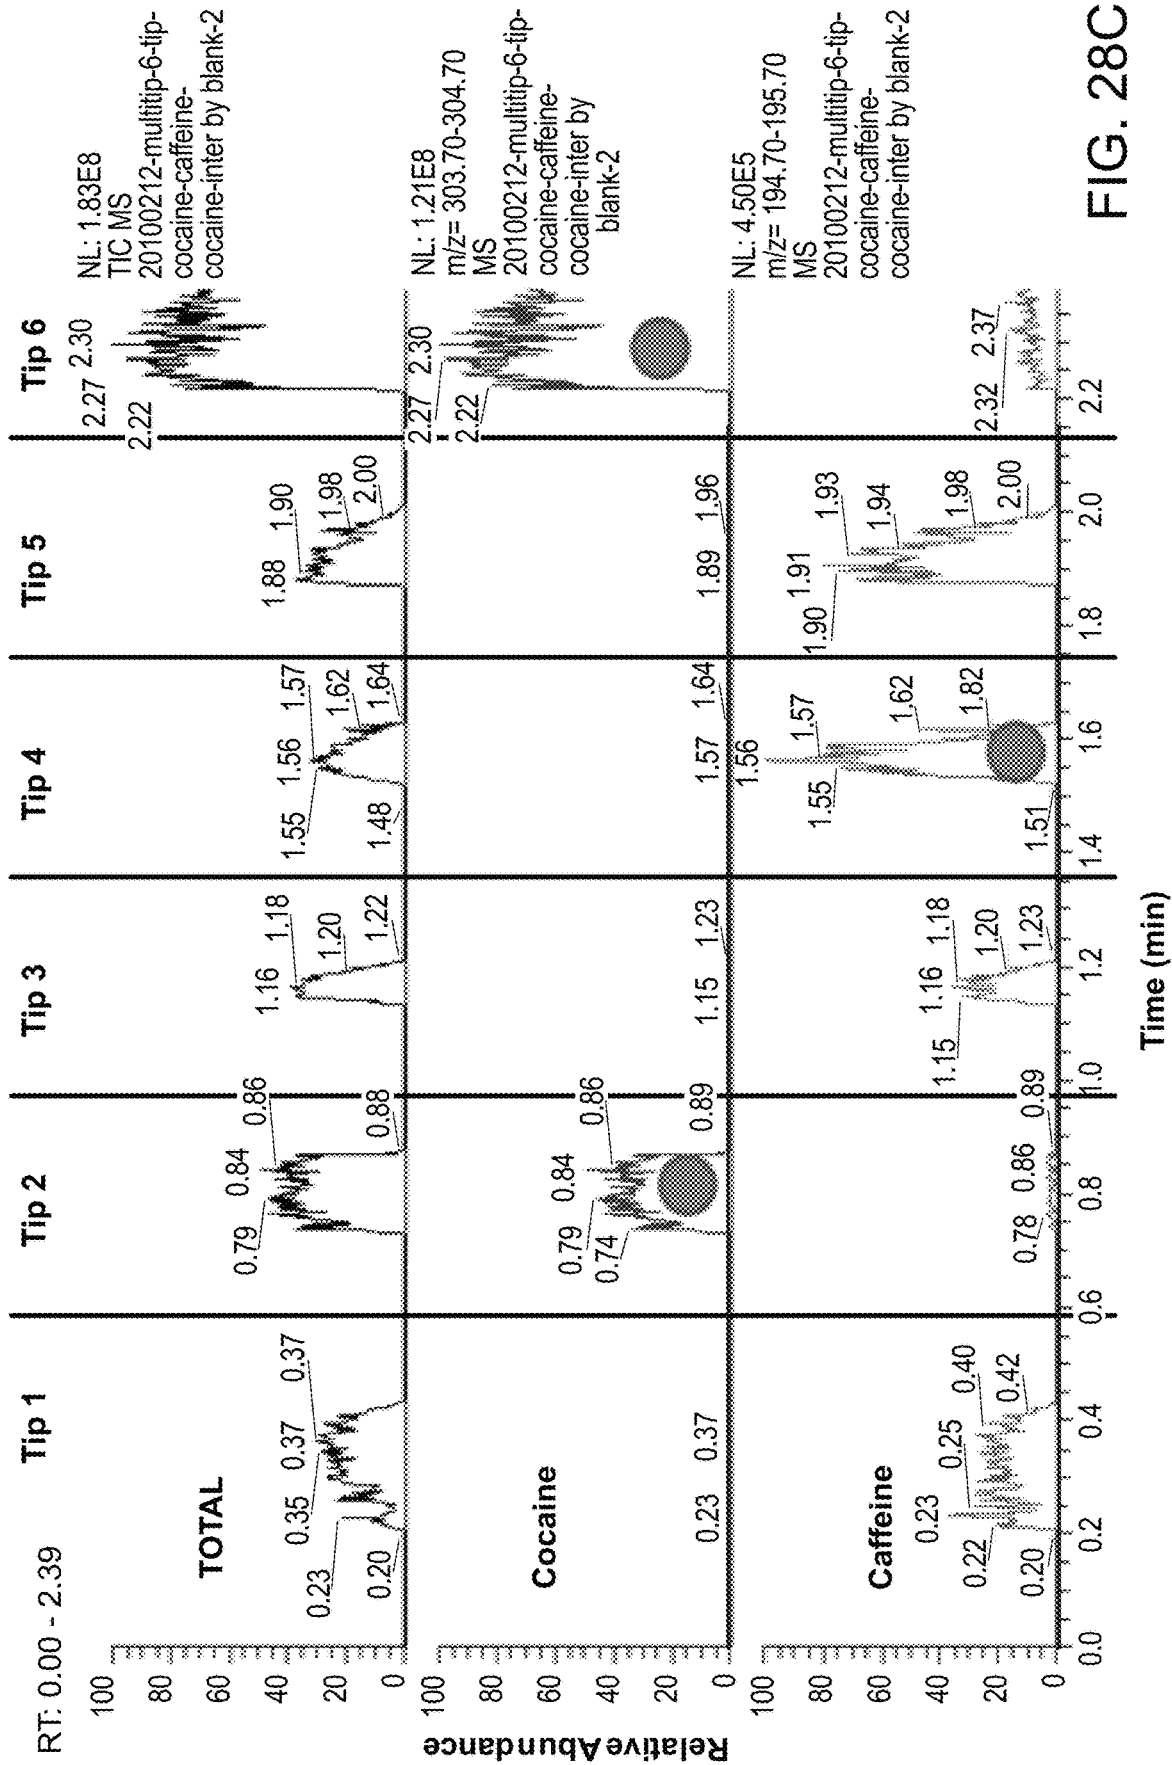 RT: 0.00 - 2.39
Tip 1
Tip 2
Tip 3
Tip 4
Tip 5
Tip 6
Relative Abundance
100
80
60
40
20
0
TOTAL
0.20
0.23
0.35
0.37
0.37
0.79
0.84
0.86
0.88
1.16
1.18
1.20
1.22
1.48
1.55
1.56
1.57
1.62
1.64
1.88
1.90
1.98
2.00
2.22
2.27
2.30
NL: 1.83E8
TIC MS
20100212-multitip-6-tip-
cocaine-caffeine-
cocaine-inter by blank-2
100
80
60
40
20
0
Cocaine
0.23
0.37
0.74
0.79
0.84
0.86
0.89
1.15
1.23
1.57
1.64
1.89
1.96
2.22
2.27
2.30
NL: 1.21E8
m/z= 303.70-304.70
MS
20100212-multitip-6-tip-
cocaine-caffeine-
cocaine-inter by
blank-2
100
80
60
40
20
0
Caffeine
0.20
0.22
0.23
0.25
0.40
0.42
0.78
0.86
0.89
1.15
1.16
1.18
1.20
1.23
1.51
1.55
1.56
1.57
1.62
1.82
1.90
1.91
1.93
1.94
1.98
2.00
2.32
2.37
NL: 4.50E5
m/z= 194.70-195.70
MS
20100212-multitip-6-tip-
cocaine-caffeine-
cocaine-inter by blank-2
0.0 0.2 0.4 0.6 0.8 1.0 1.2 1.4 1.6 1.8 2.0 2.2
Time (min)
FIG. 28C